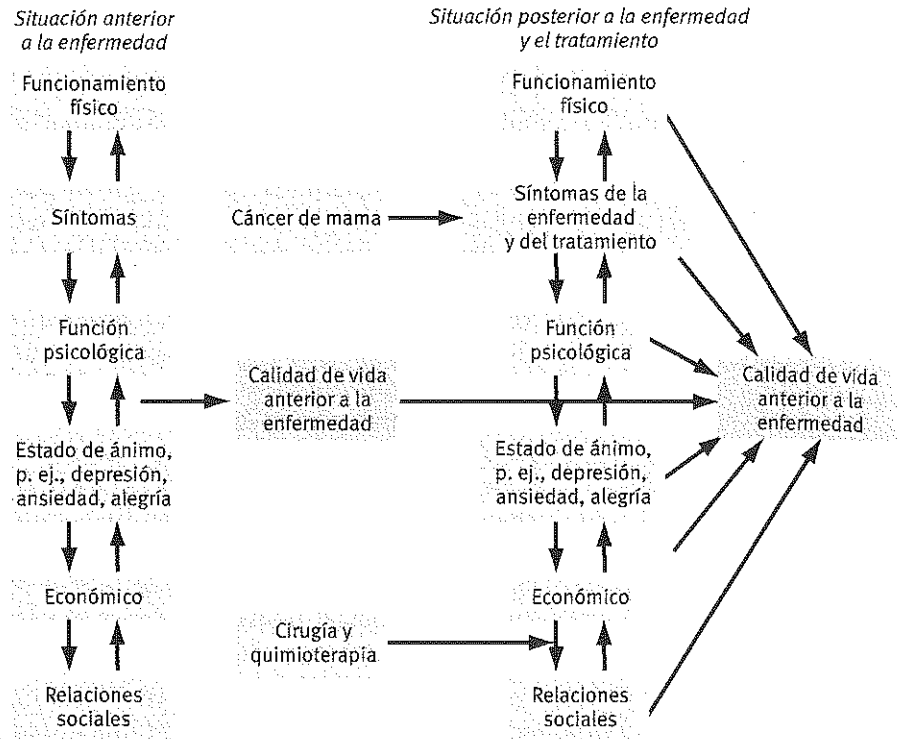 Situación anterior
a la enfermedad
Situación posterior a la enfermedad
y el tratamiento
Funcionamiento
físico
Funcionamiento
físico
Síntomas
Cáncer de mama
Síntomas de la
enfermedad
y del tratamiento
Función
psicológica
Función
psicológica
Calidad de vida
anterior a la
enfermedad
Calidad de vida
anterior a la
enfermedad
Estado de ánimo,
p. ej., depresión,
ansiedad, alegría
Estado de ánimo,
p. ej., depresión,
ansiedad, alegría
Económico
Económico
Cirugía y
quimioterapia
Relaciones
sociales
Relaciones
sociales